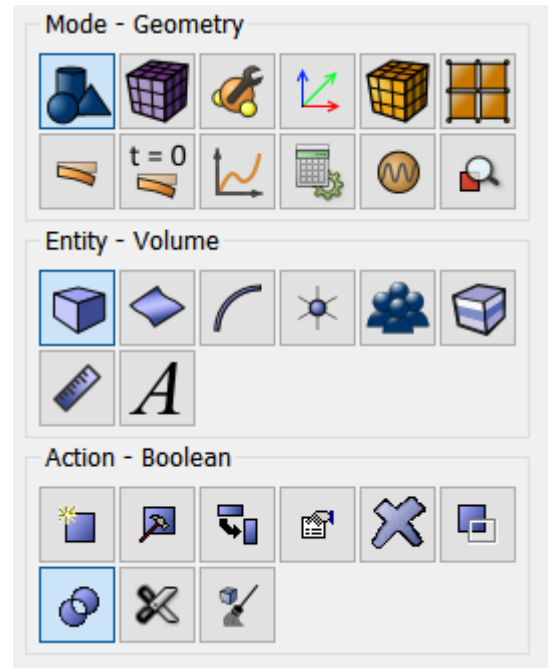 Mode - Geometry
t = 0
Entity - Volume
A
Action - Boolean